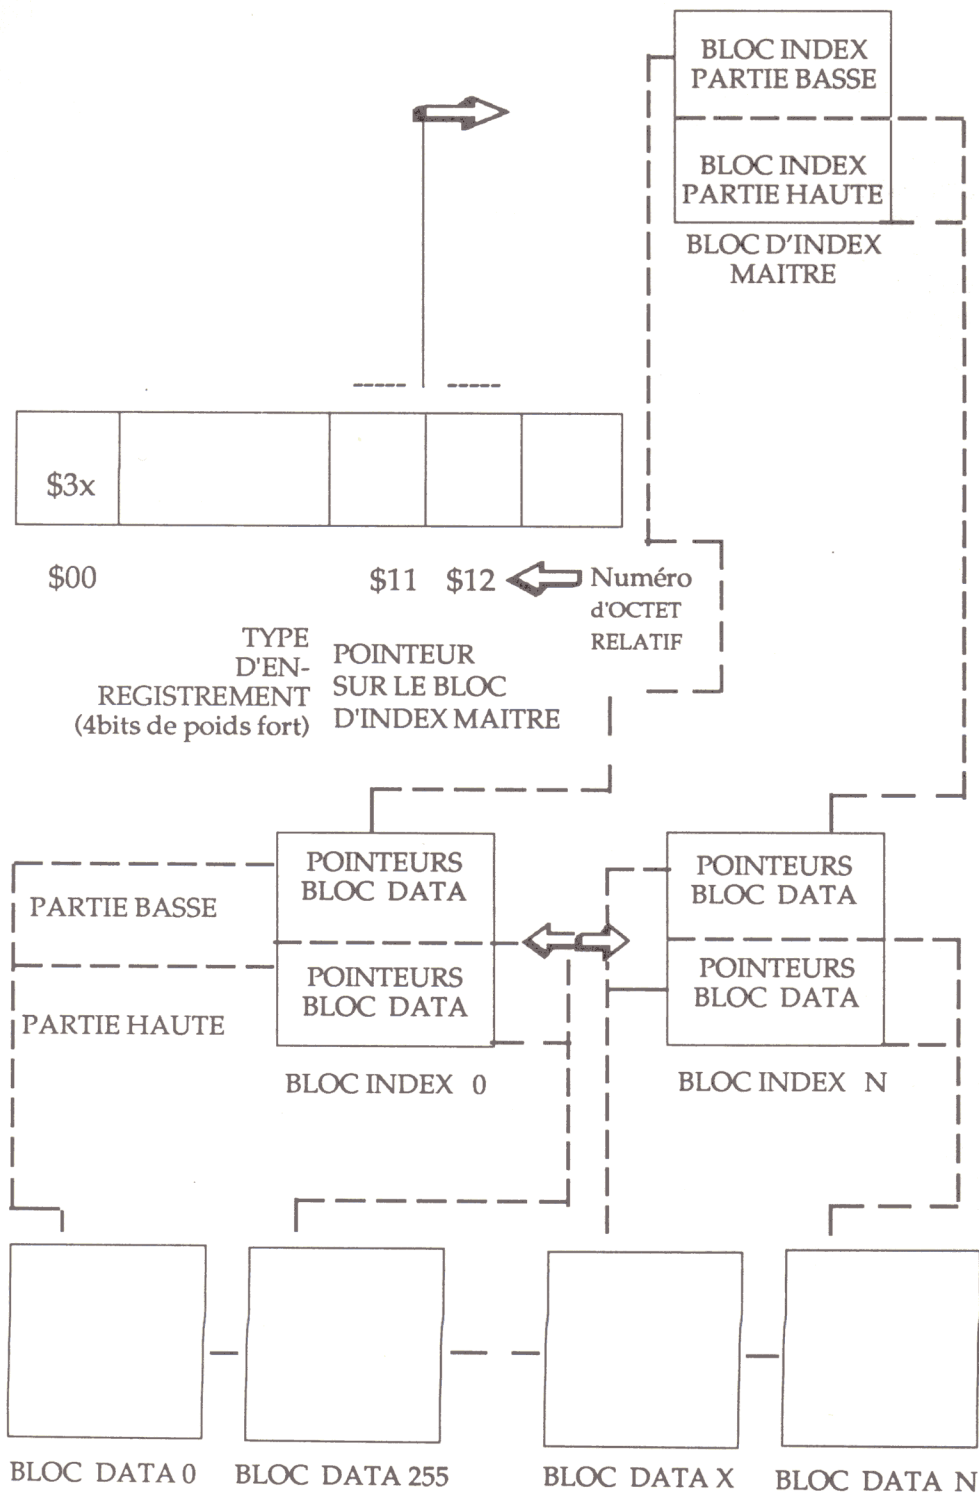 BLOC INDEX
PARTIE BASSE
BLOC INDEX
PARTIE HAUTE
BLOC D'INDEX
MAITRE
$3x
$00
$11
$12
Numéro
d'OCTET
RELATIF
TYPE
D'EN-
REGISTREMENT
(4bits de poids fort)
POINTEUR
SUR LE BLOC
D'INDEX MAITRE
PARTIE BASSE
PARTIE HAUTE
POINTEURS
BLOC DATA
POINTEURS
BLOC DATA
BLOC INDEX 0
POINTEURS
BLOC DATA
POINTEURS
BLOC DATA
BLOC INDEX N
BLOC DATA 0
BLOC DATA 255
BLOC DATA X
BLOC DATA N